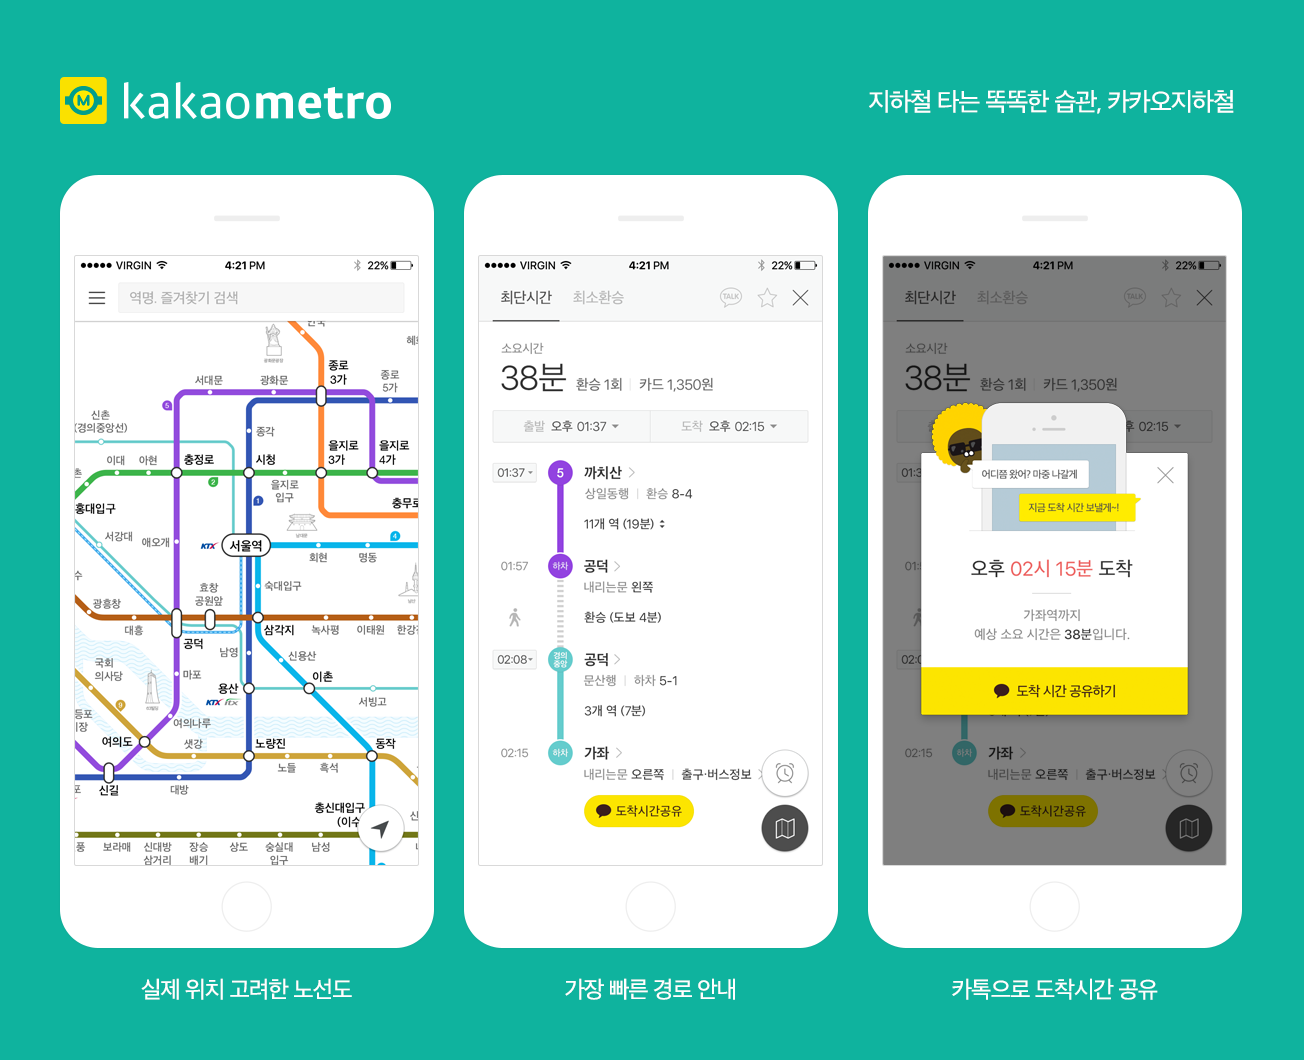 kakaometro
지하철 타는 똑똑한 습관, 카카오지하철
VIRGIN 4:21 PM 22%
역명. 즐겨찾기 검색
안국
혜화
종로
3가
종로
5가
서대문
광화문
5
신촌
(경의중앙선)
종각
이대
아현
충정로
시청
을지로
3가
을지로
4가
2
을지로
입구
1
충무로
홍대입구
서강대
애오개
KTX
서울역
4
회현
명동
효창
공원앞
숙대입구
광흥창
대흥
공덕
삼각지
녹사평
이태원
한강진
남영
신용산
국회
의사당
마포
용산
KTX ITX
이촌
서빙고
9
여의나루
여의도
샛강
노량진
동작
노들
흑석
신길
대방
총신대입구
(이수
보라매
신대방
삼거리
장승
배기
상도
숭실대
입구
남성
실제 위치 고려한 노선도
VIRGIN 4:21 PM 22%
최단시간 최소환승 TALK
소요시간
38분 환승 1회 카드 1,350원
출발 오후 01:37 도착 오후 02:15
01:37 5 까치산
상일동행 환승 8-4
11개 역 (19분)
01:57 하차 공덕
내리는문 왼쪽
환승 (도보 4분)
02:08 경의중앙 공덕
문산행 하차 5-1
3개 역 (7분)
02:15 하차 가좌
내리는문 오른쪽 출구·버스정보
도착시간공유
가장 빠른 경로 안내
VIRGIN 4:21 PM 22%
최단시간 최소환승 TALK
소요시간
38분 환승 1회 카드 1,350원
후 02:15
어디쯤 왔어? 마중 나갈게
지금 도착 시간 보낼게~!
오후 02시 15분 도착
가좌역까지
예상 소요 시간은 38분입니다.
도착 시간 공유하기
02:15 하차 가좌
내리는문 오른쪽 출구·버스정보
도착시간공유
카톡으로 도착시간 공유